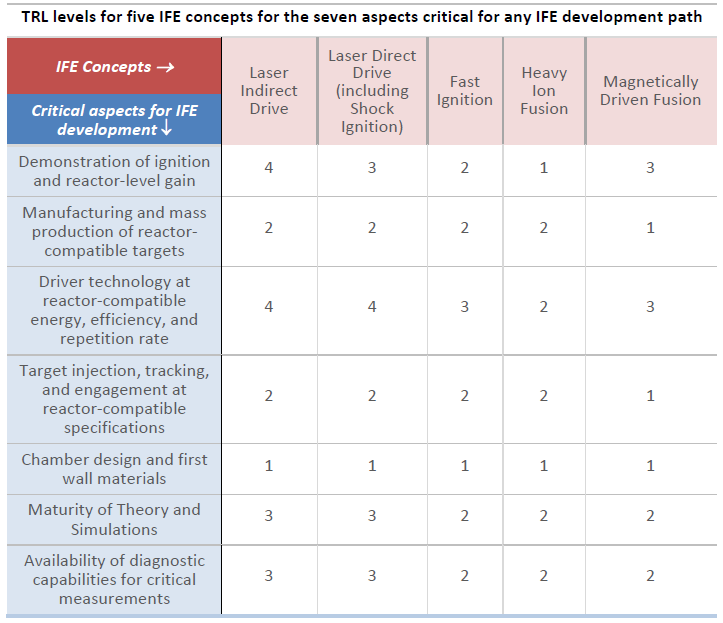 TRL levels for five IFE concepts for the seven aspects critical for any IFE development path
IFE Concepts →
Critical aspects for IFE
development ↓
Laser
Indirect
Drive
Laser Direct
Drive
(including
Shock
Ignition)
Fast
Ignition
Heavy
Ion
Fusion
Magnetically
Driven Fusion
Demonstration of ignition
and reactor-level gain
4 3 2 1 3
Manufacturing and mass
production of reactor-
compatible targets
2 2 2 2 1
Driver technology at
reactor-compatible
energy, efficiency, and
repetition rate
4 4 3 2 3
Target injection, tracking,
and engagement at
reactor-compatible
specifications
2 2 2 2 1
Chamber design and first
wall materials
1 1 1 1 1
Maturity of Theory and
Simulations
3 3 2 2 2
Availability of diagnostic
capabilities for critical
measurements
3 3 2 2 2